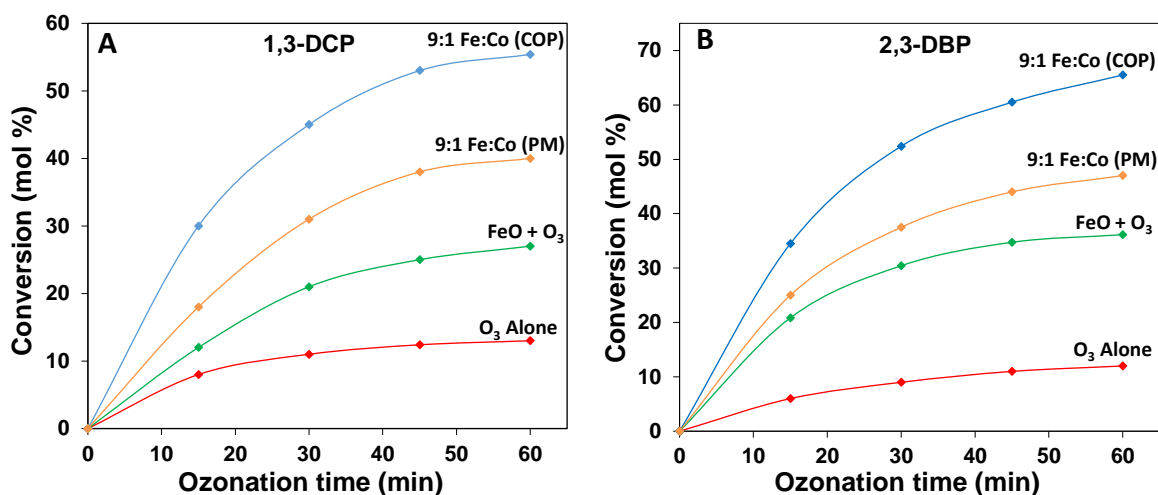 A
1,3-DCP
Conversion (mol %)
60
50
40
30
20
10
0
9:1 Fe:Co (COP)
9:1 Fe:Co (PM)
FeO + O₃
O₃ Alone
0 10 20 30 40 50 60
Ozonation time (min)
B
2,3-DBP
Conversion (mol %)
70
60
50
40
30
20
10
0
9:1 Fe:Co (COP)
9:1 Fe:Co (PM)
FeO + O₃
O₃ Alone
0 10 20 30 40 50 60
Ozonation time (min)